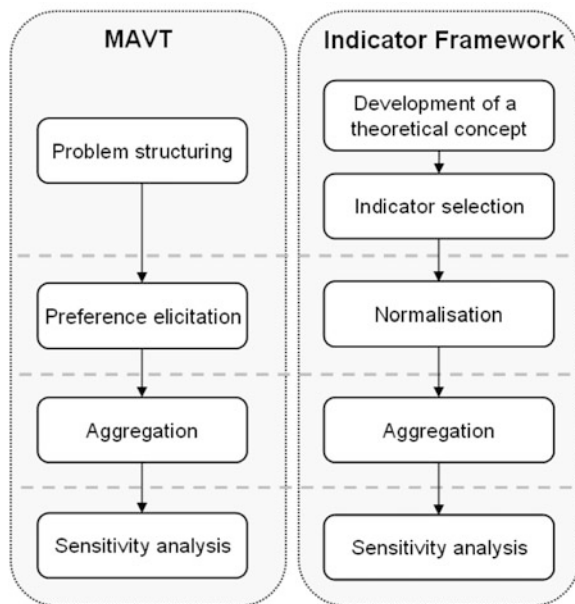 MAVT
Problem structuring
Preference elicitation
Aggregation
Sensitivity analysis
Indicator Framework
Development of a
theoretical concept
Indicator selection
Normalisation
Aggregation
Sensitivity analysis